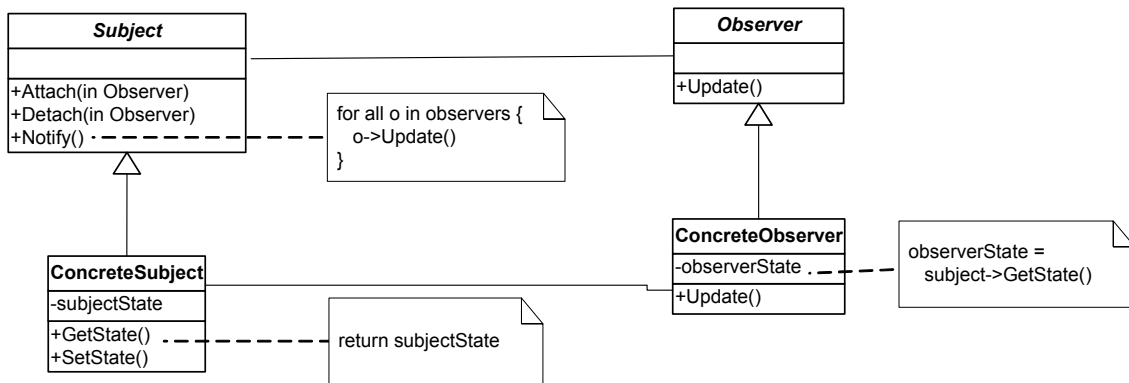 Subject
+Attach(in Observer)
+Detach(in Observer)
+Notify()
for all o in observers {
o->Update()
}
Observer
+Update()
ConcreteSubject
-subjectState
+GetState()
+SetState()
return subjectState
ConcreteObserver
-observerState
+Update()
observerState =
subject->GetState()